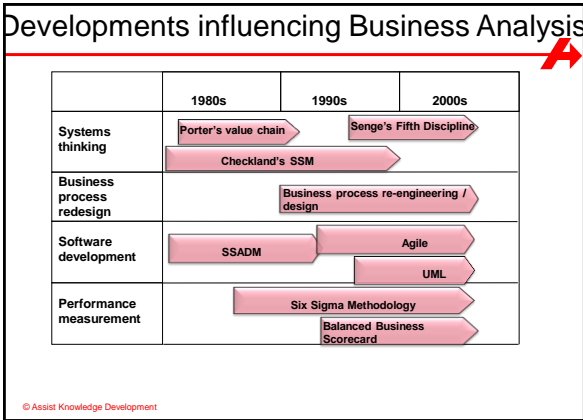 Developments influencing Business Analysis
1980s 1990s 2000s
Systems
thinking
Porter's value chain
Senge's Fifth Discipline
Checkland's SSM
Business
process
redesign
Business process re-engineering /
design
Software
development
SSADM
Agile
UML
Performance
measurement
Six Sigma Methodology
Balanced Business
Scorecard
© Assist Knowledge Development